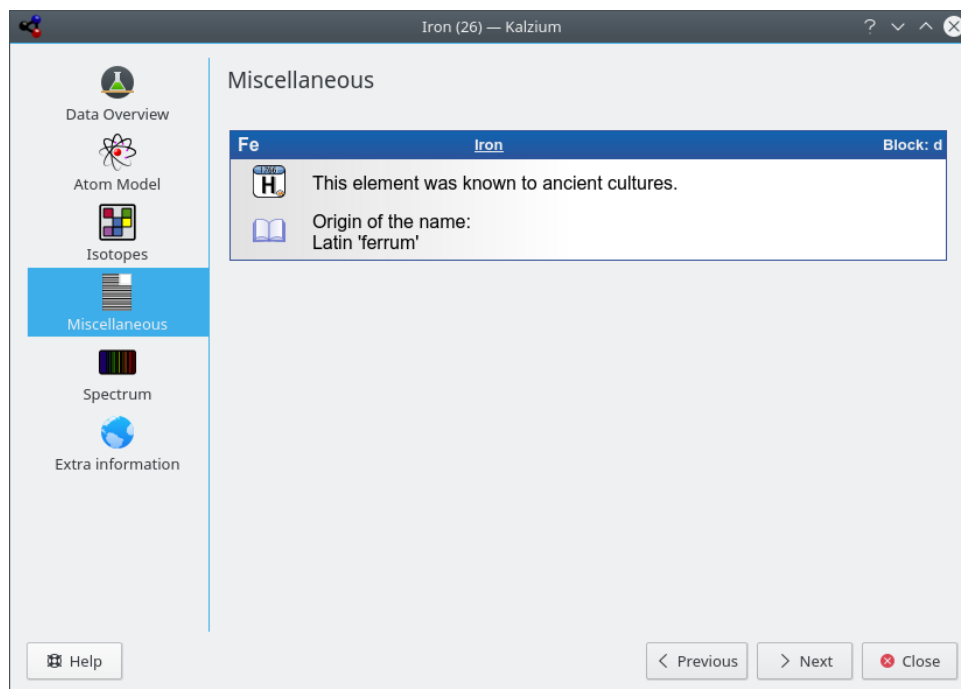 Iron (26) — Kalzium
Data Overview
Atom Model
Isotopes
Miscellaneous
Spectrum
Extra information
Miscellaneous
Fe Iron Block: d
1766
H
This element was known to ancient cultures.
Origin of the name:
Latin 'ferrum'
Help
Previous
Next
Close